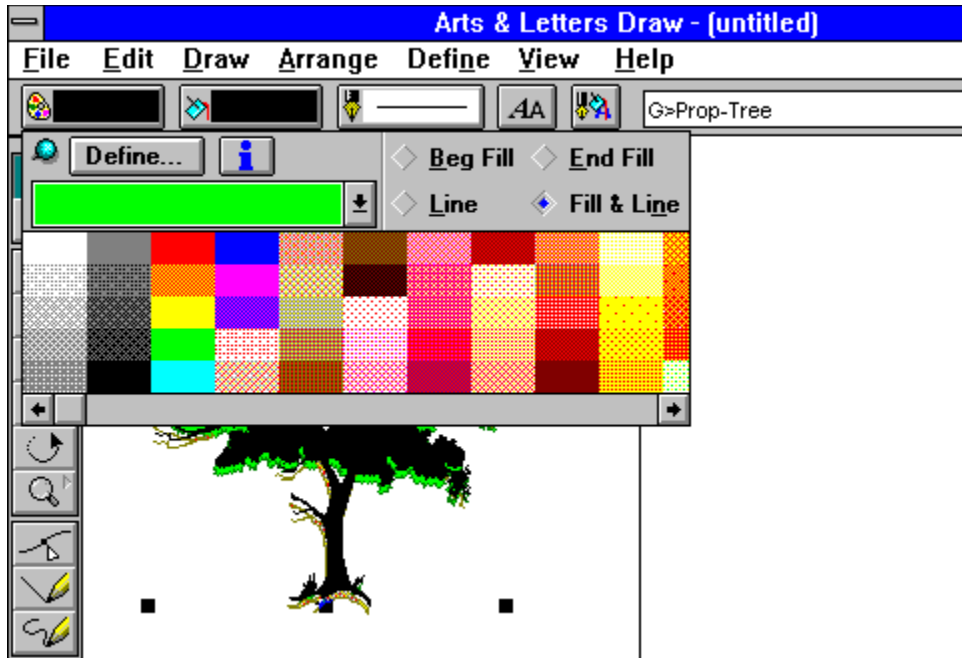 Arts & Letters Draw - (untitled)
File Edit Draw Arrange Define View Help
AA A G>Prop-Tree
Define... i Beg Fill End Fill
Line Fill & Line